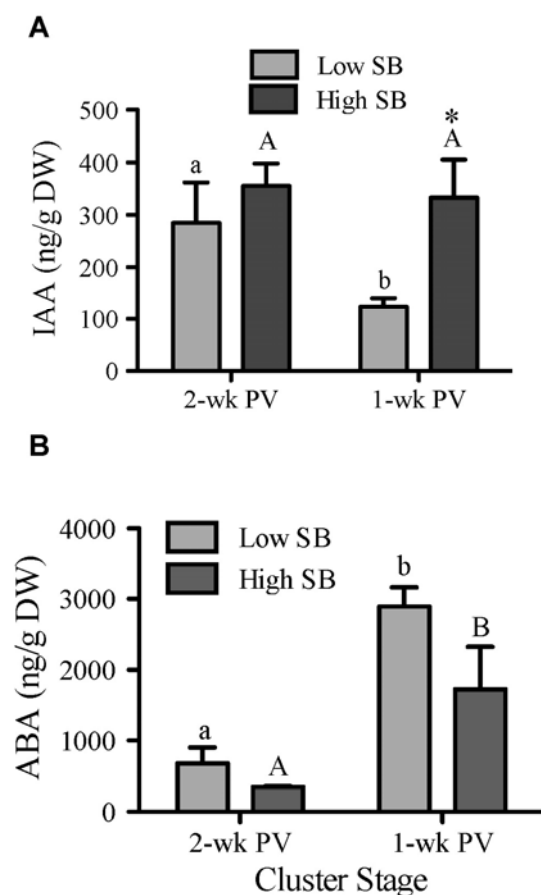 A
Low SB
High SB
IAA (ng/g DW)
500
400
300
200
100
0
a
A
b
*
A
2-wk PV
1-wk PV
B
Low SB
High SB
ABA (ng/g DW)
4000
3000
2000
1000
0
a
A
b
B
2-wk PV
1-wk PV
Cluster Stage